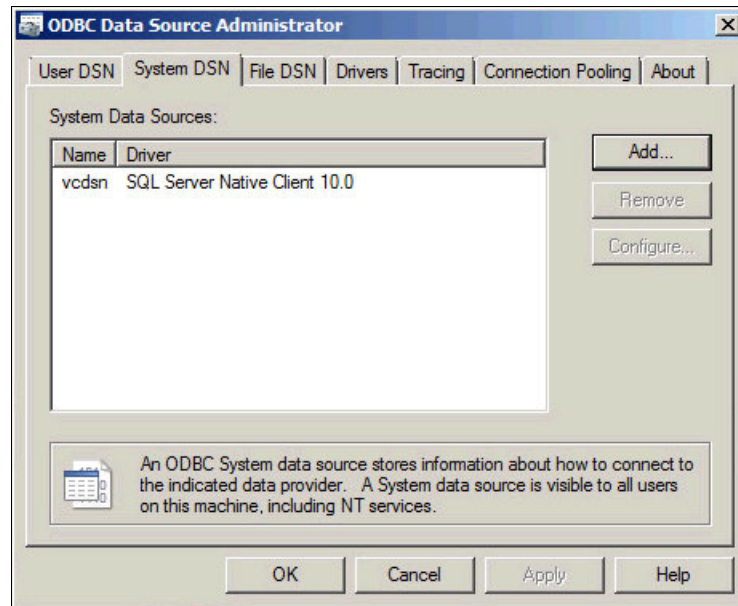 ODBC Data Source Administrator
User DSN System DSN File DSN Drivers Tracing Connection Pooling About
System Data Sources:
Name Driver
vcdsn SQL Server Native Client 10.0
Add...
Remove
Configure...
An ODBC System data source stores information about how to connect to
the indicated data provider. A System data source is visible to all users
on this machine, including NT services.
OK Cancel Apply Help